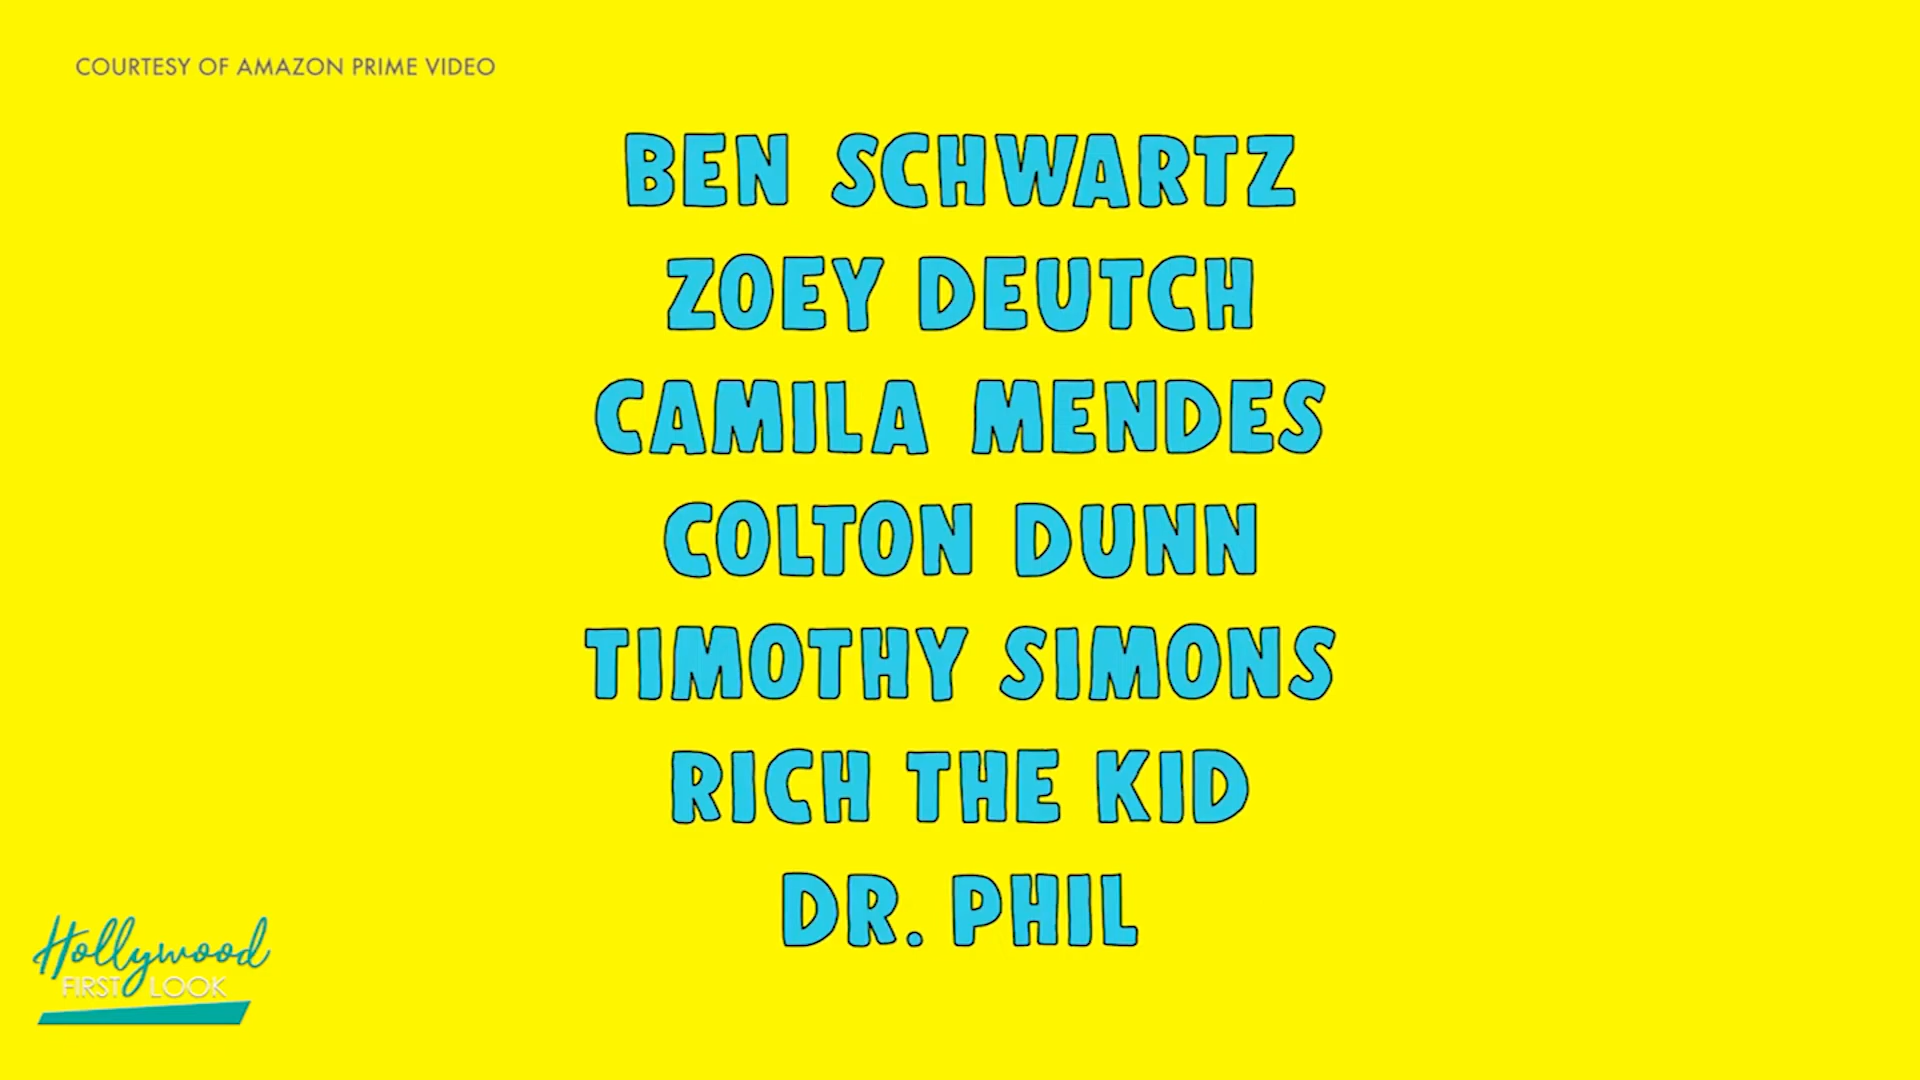 COURTESY OF AMAZON PRIME VIDEO
BEN SCHWARTZ
ZOEY DEUTCH
CAMILA MENDES
COLTON DUNN
TIMOTHY SIMONS
RICH THE KID
DR. PHIL
Hollywood
FIRST LOOK